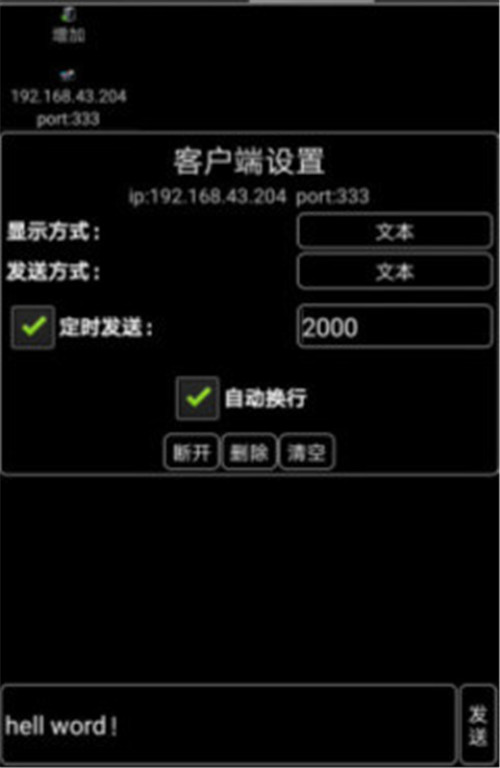 增加
192.168.43.204
port:333
客户端设置
ip:192.168.43.204 port:333
显示方式: 文本
发送方式: 文本
定时发送: 2000
自动换行
断开 删除 清空
hell word! 发送